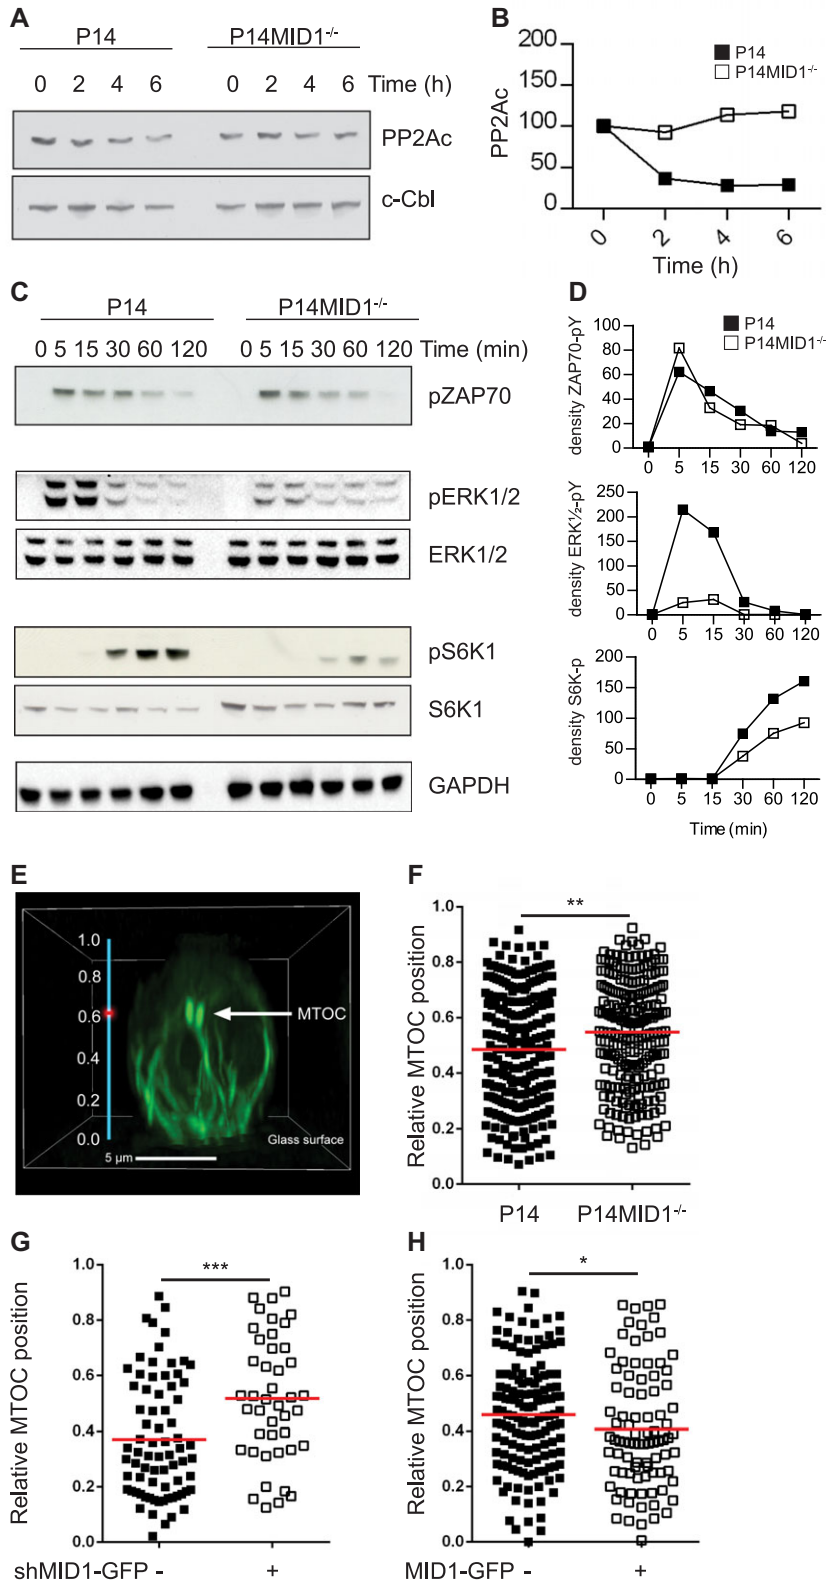 A
P14 P14MID1-/-
0 2 4 6 0 2 4 6 Time (h)
PP2Ac
c-Cbl
B
P14
P14MID1-/-
200
150
100
50
0
PP2Ac
0 2 4 6
Time (h)
C
P14 P14MID1-/-
0 5 15 30 60 120 0 5 15 30 60 120 Time (min)
pZAP70
pERK1/2
ERK1/2
pS6K1
S6K1
GAPDH
D
P14
P14MID1-/-
density ZAP70-pY
100
80
60
40
20
0
0 5 15 30 60 120
density ERK½-pY
250
200
150
100
50
0
0 5 15 30 60 120
density S6K-p
200
150
100
50
0
0 5 15 30 60 120
Time (min)
E
1.0
0.8
0.6
0.4
0.2
0.0
MTOC
Glass surface
5 µm
F
**
Relative MTOC position
1.0
0.8
0.6
0.4
0.2
0.0
P14 P14MID1-/-
G
***
Relative MTOC position
1.0
0.8
0.6
0.4
0.2
0.0
shMID1-GFP - +
H
*
Relative MTOC position
1.0
0.8
0.6
0.4
0.2
0.0
MID1-GFP - +